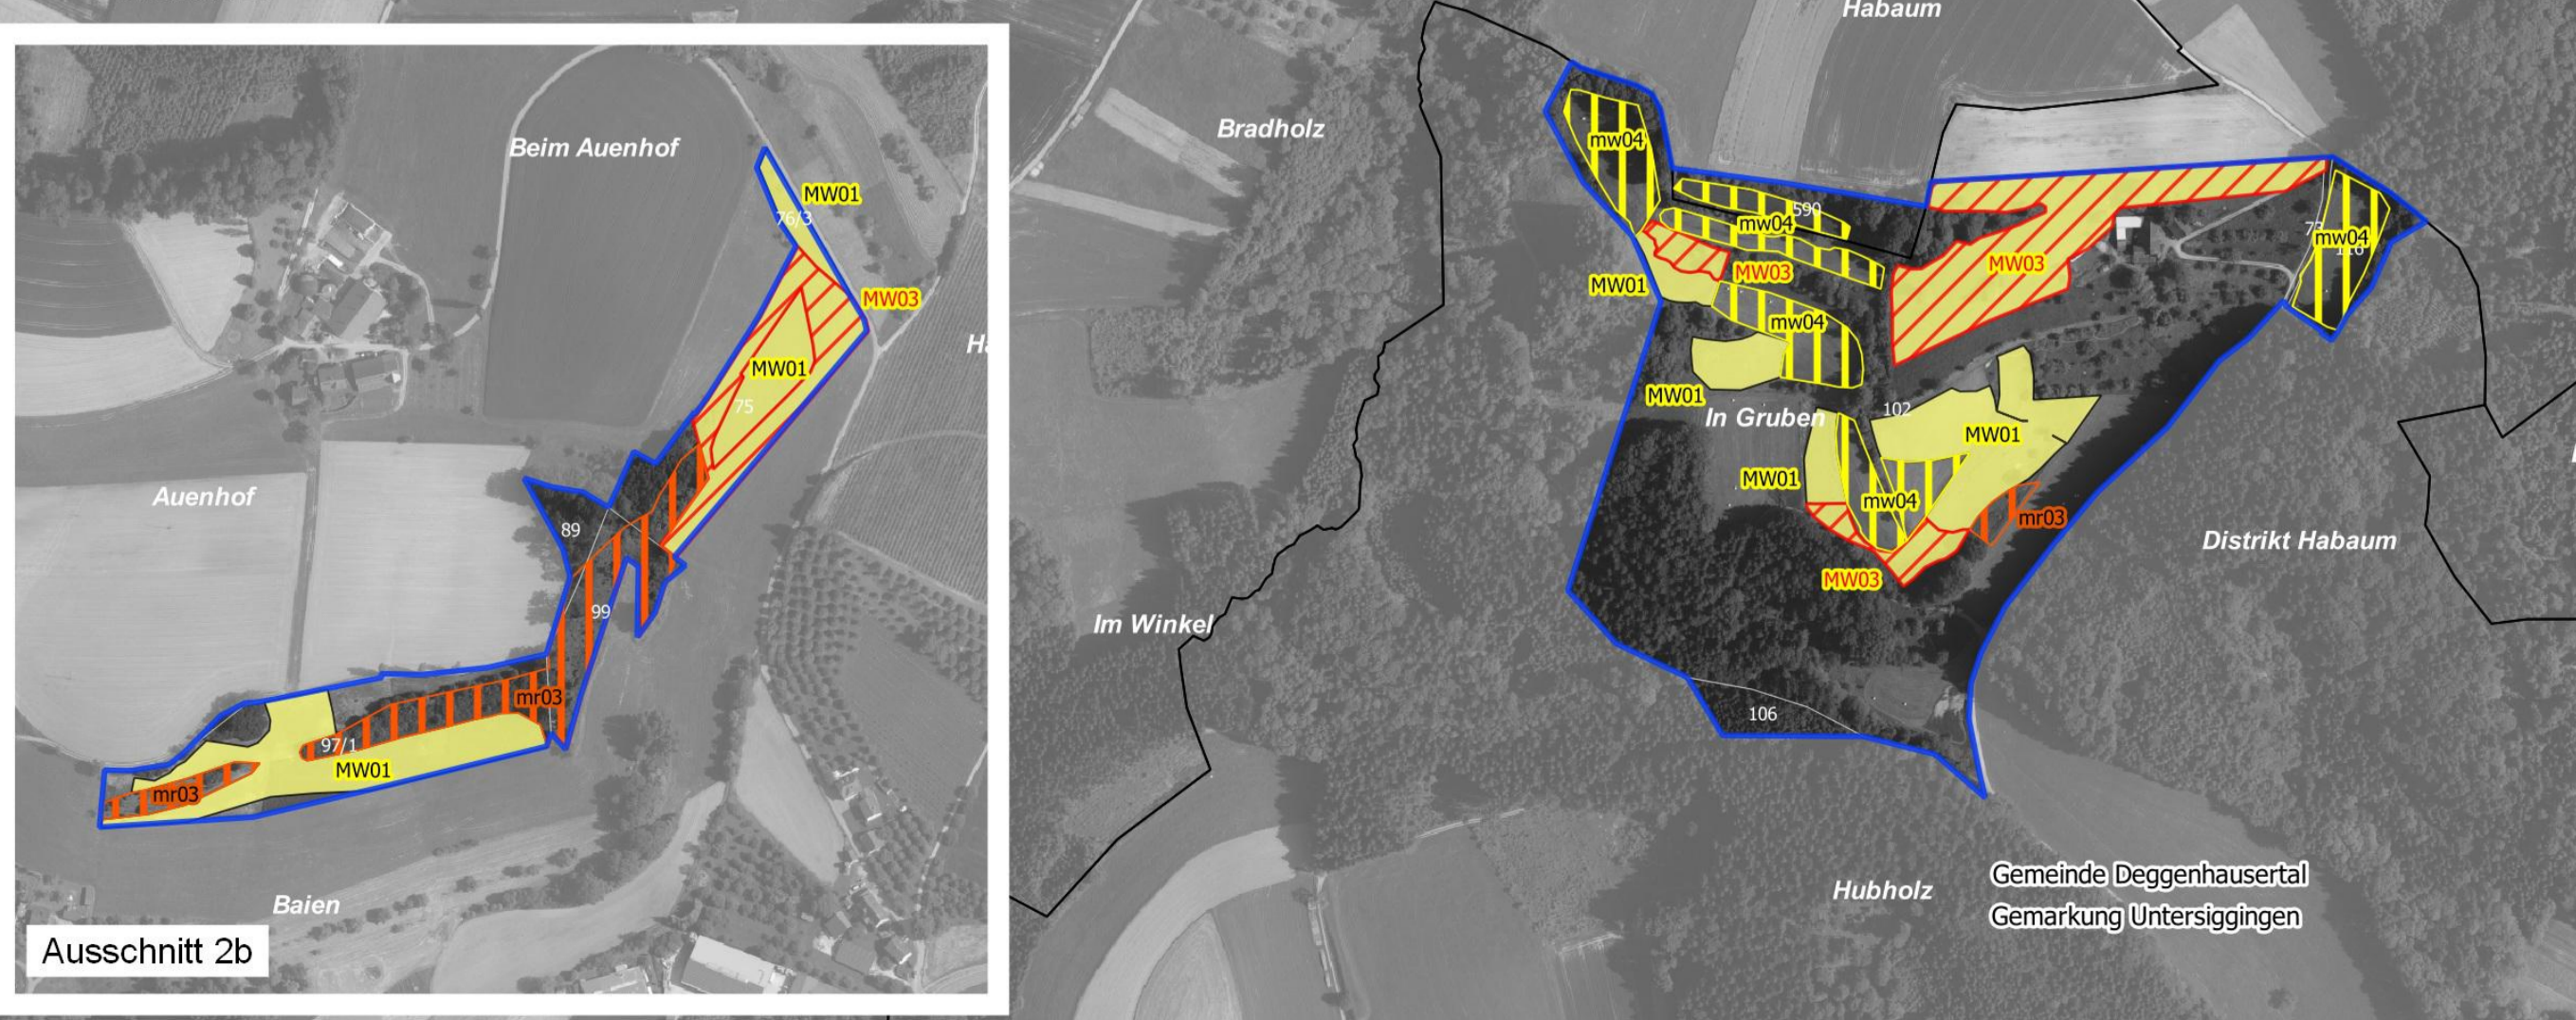 Beim Auenhof
MW01
76/3
MW03
MW01
75
Auenhof
89
99
mr03
97/1
MW01
mr03
Baien
Ausschnitt 2b
Habaum
Bradholz
mw04
590
mw04
mw04
MW03
MW03
MW01
mw04
MW01
In Gruben
102
MW01
MW01
mw04
mr03
Distrikt Habaum
MW03
Im Winkel
106
Hubholz
Gemeinde Deggenhausertal
Gemarkung Untersiggingen